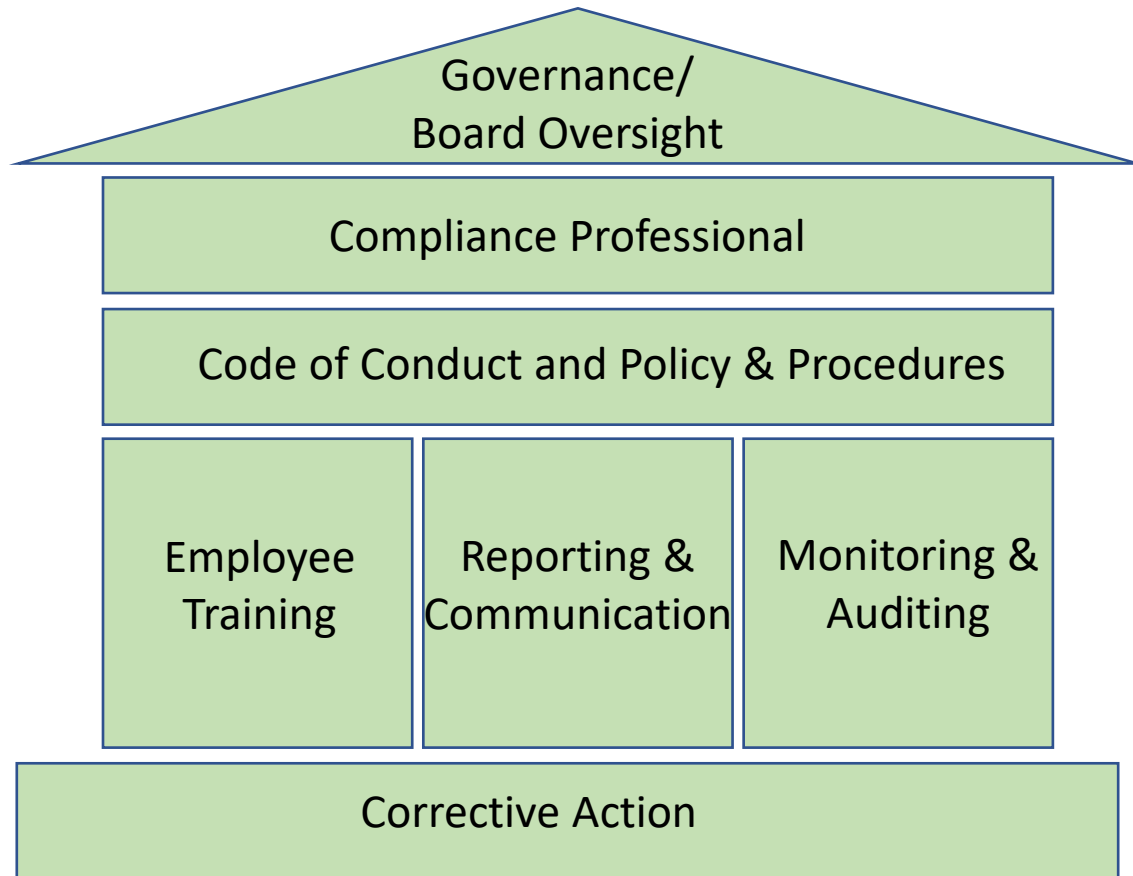 Governance/
Board Oversight
Compliance Professional
Code of Conduct and Policy & Procedures
Employee
Training
Reporting &
Communication
Monitoring &
Auditing
Corrective Action